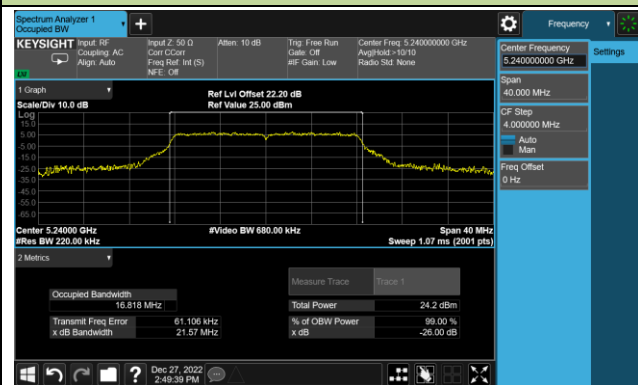 Spectrum Analyzer 1
Occupied BW
+
Frequency
KEYSIGHT
Input: RF
Coupling: AC
Align: Auto
Input Z: 50 Ω
Corr CCorr
Freq Ref: Int (S)
NFE: Off
Atten: 10 dB
Trig: Free Run
Gate: Off
#IF Gain: Low
Center Freq: 5.240000000 GHz
Avg|Hold:>10/10
Radio Std: None
Center Frequency
5.240000000 GHz
Settings
Span
40.000 MHz
CF Step
4.000000 MHz
Auto
Man
Freq Offset
0 Hz
1 Graph
Scale/Div 10.0 dB
Ref Lvl Offset 22.20 dB
Ref Value 25.00 dBm
Log
15.0
5.00
-5.00
-15.0
-25.0
-35.0
-45.0
-55.0
-65.0
Center 5.24000 GHz
#Res BW 220.00 kHz
#Video BW 680.00 kHz
Span 40 MHz
Sweep 1.07 ms (2001 pts)
2 Metrics
Measure Trace
Trace 1
Occupied Bandwidth
16.818 MHz
Total Power
24.2 dBm
Transmit Freq Error
61.106 kHz
% of OBW Power
99.00 %
x dB Bandwidth
21.57 MHz
x dB
-26.00 dB
?
Dec 27, 2022
2:49:39 PM